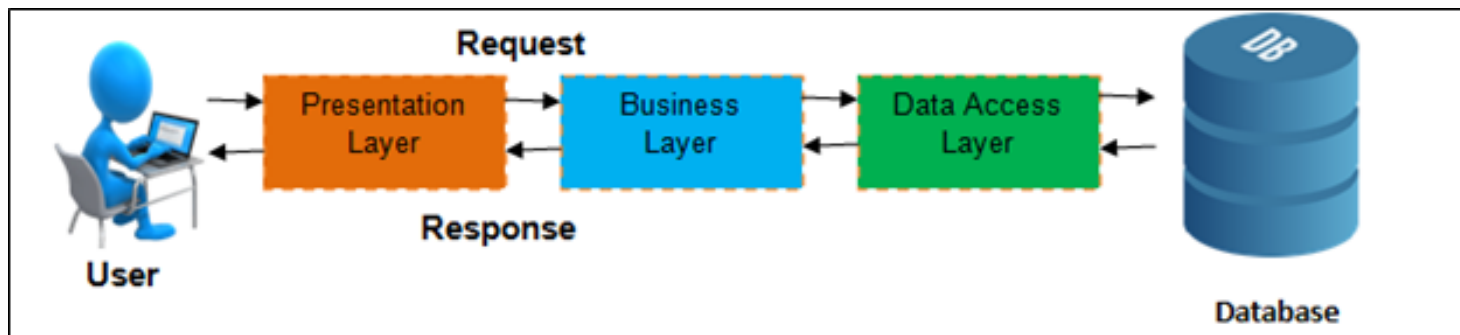 Request
Presentation
Layer
Business
Layer
Data Access
Layer
DB
Response
User
Database